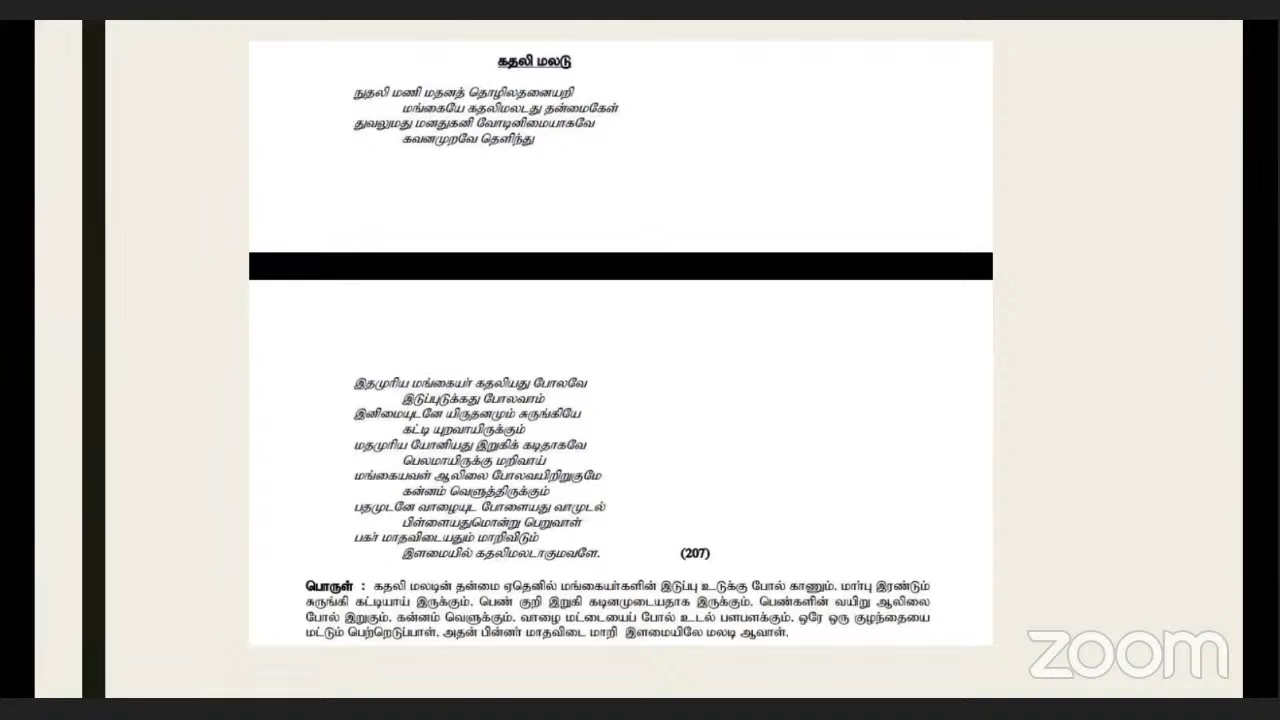 கதலி மலடு
நுதலி மணி மதனத் தொழிலதனையறி
மங்கையே கதலிமலடது தன்மைகேள்
துவலுமது மனதுகனி வோடினிமையாகவே
கவனமுறவே தெளிந்து
இதமுரிய மங்கையர் கதலியது போலவே
இடுப்புடுக்கது போலவாம்
இனிமையுடனே யிருதனமும் சுருங்கியே
கட்டி யுறவாயிருக்கும்
மதமுரிய யோனியது இறுகிக் கடிதாகவே
பெலமாயிருக்கு மறிவாய்
மங்கையவள் ஆலிலை போலவயிறிறுகுமே
கன்னம் வெளுத்திருக்கும்
பதமுடனே வாழையுட போளையது வாமுடல்
பிள்ளையதுமொன்று பெறுவாள்
பகர் மாதவிடையதும் மாறிவிடும்
இளமையில் கதலிமலடாகுமவளே. (207)
பொருள் : கதலி மலடின் தன்மை ஏதெனில் மங்கையர்களின் இடுப்பு உடுக்கு போல் காணும். மார்பு இரண்டும்
சுருங்கி கட்டியாய் இருக்கும். பெண் குறி இறுகி கடினமுடையதாக இருக்கும். பெண்களின் வயிறு ஆலிலை
போல் இறுகும். கன்னம் வெளுக்கும். வாழை மட்டையைப் போல் உடல் பளபளக்கும். ஒரே ஒரு குழந்தையை
மட்டும் பெற்றெடுப்பாள். அதன் பின்னர் மாதவிடை மாறி இளமையிலே மலடி ஆவாள்.
zoom